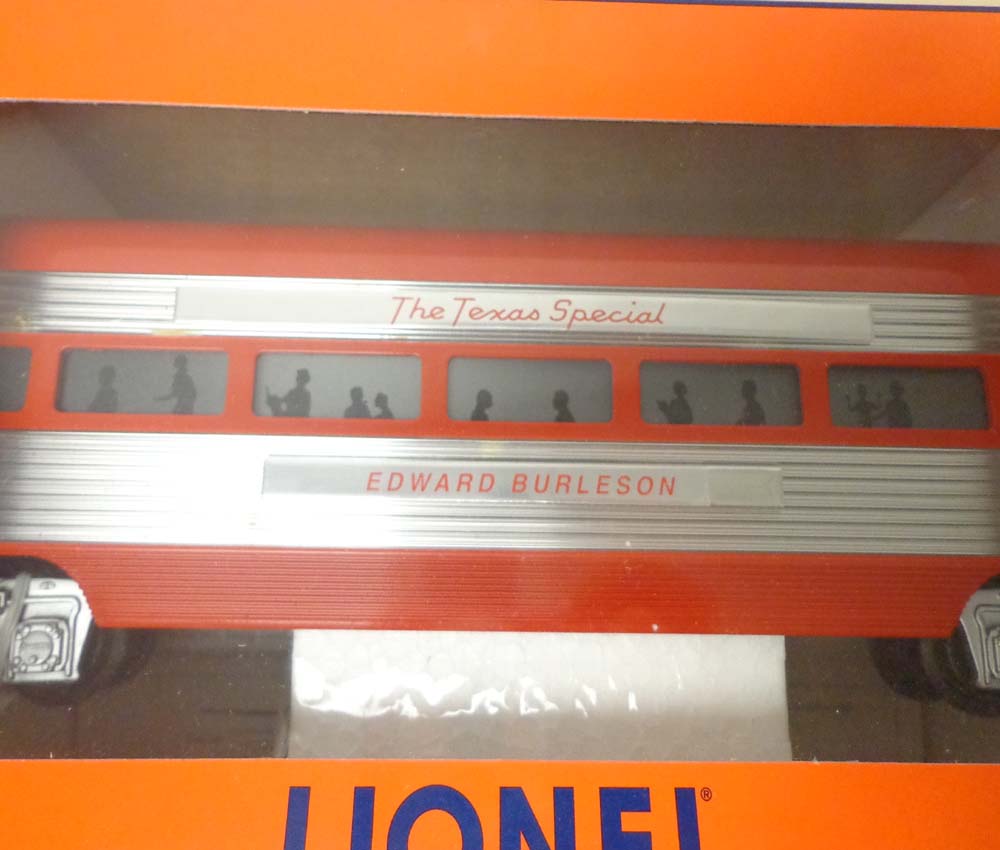 The Texas Special
EDWARD BURLESON
LIONEL®